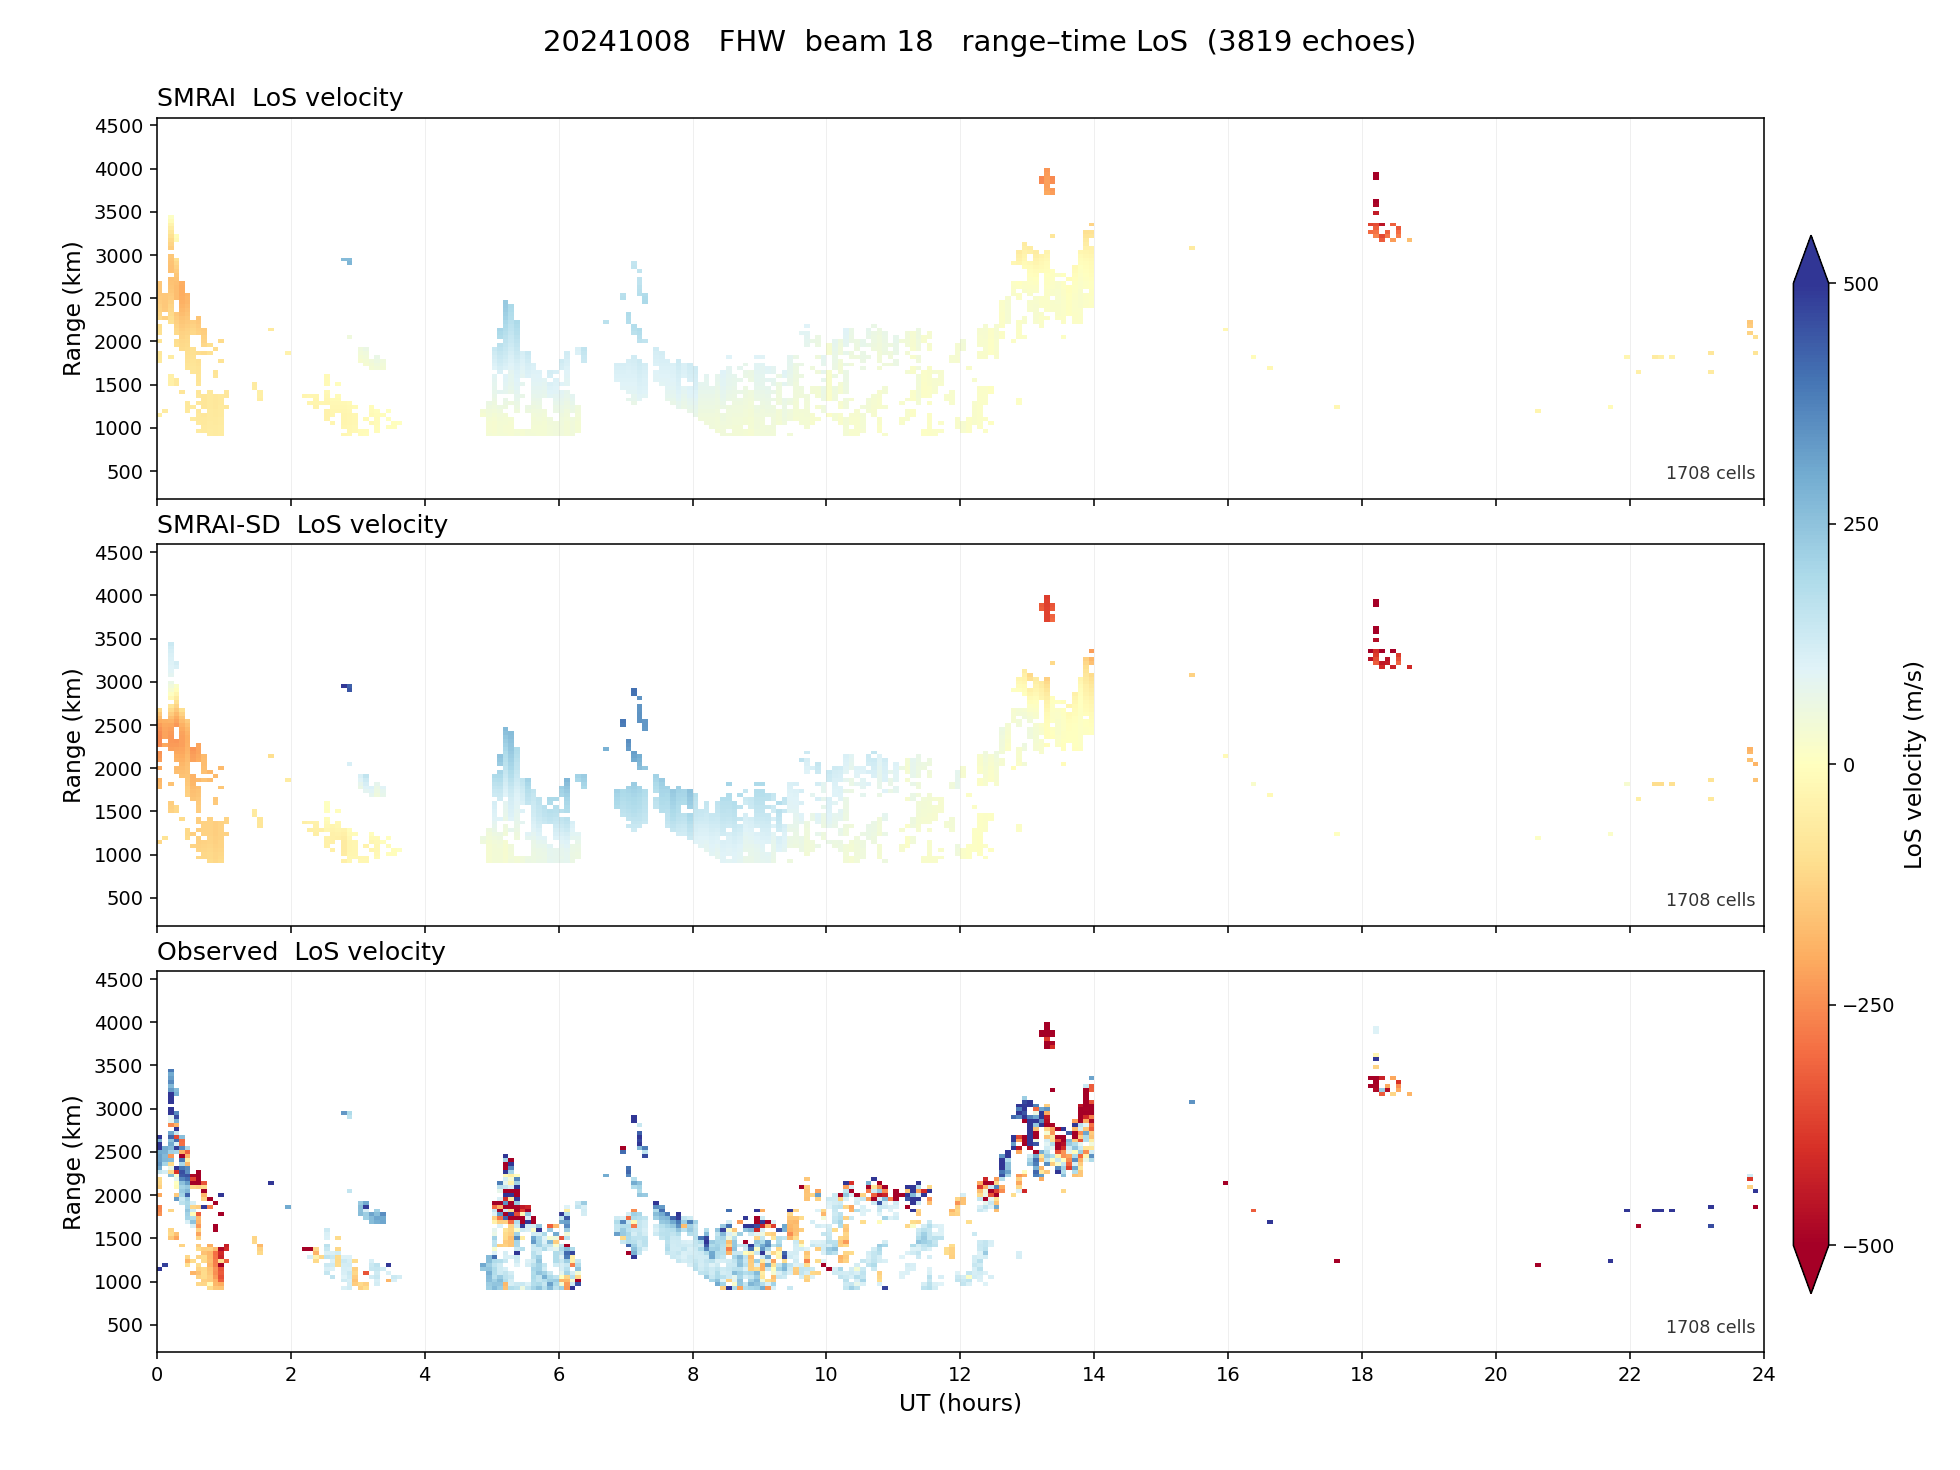 20241008   FHW  beam 18   range–time LoS  (3819 echoes)
SMRAI  LoS velocity
4500
4000
3500
3000
2500
2000
1500
1000
500
Range (km)
1708 cells
SMRAI-SD  LoS velocity
4500
4000
3500
3000
2500
2000
1500
1000
500
Range (km)
1708 cells
Observed  LoS velocity
4500
4000
3500
3000
2500
2000
1500
1000
500
Range (km)
1708 cells
0 2 4 6 8 10 12 14 16 18 20 22 24
UT (hours)
500
250
0
−250
−500
LoS velocity (m/s)